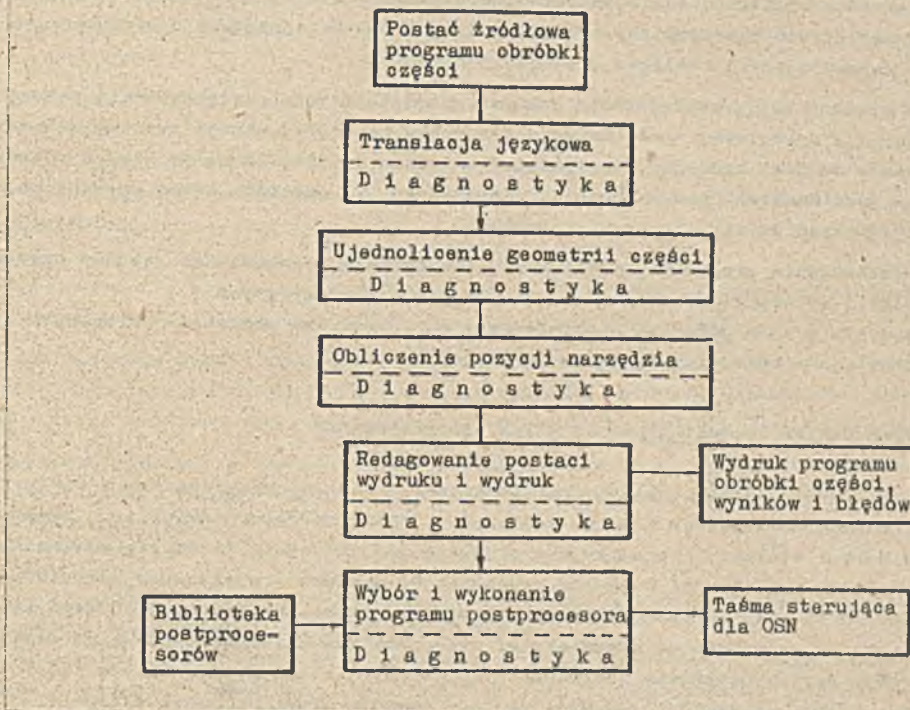 Postać źródłowa
programu obróbki
części
Translacja językowa
D i a g n o s t y k a
Ujednolicenie geometrii części
D i a g n o s t y k a
Obliczenie pozycji narzędzia
D i a g n o s t y k a
Redagowanie postaci
wydruku i wydruk
D i a g n o s t y k a
Wydruk programu
obróbki części,
wyników i błędów
Wybór i wykonanie
programu postprocesora
D i a g n o s t y k a
Biblioteka
postproce-
sorów
Taśma sterująca
dla OSN